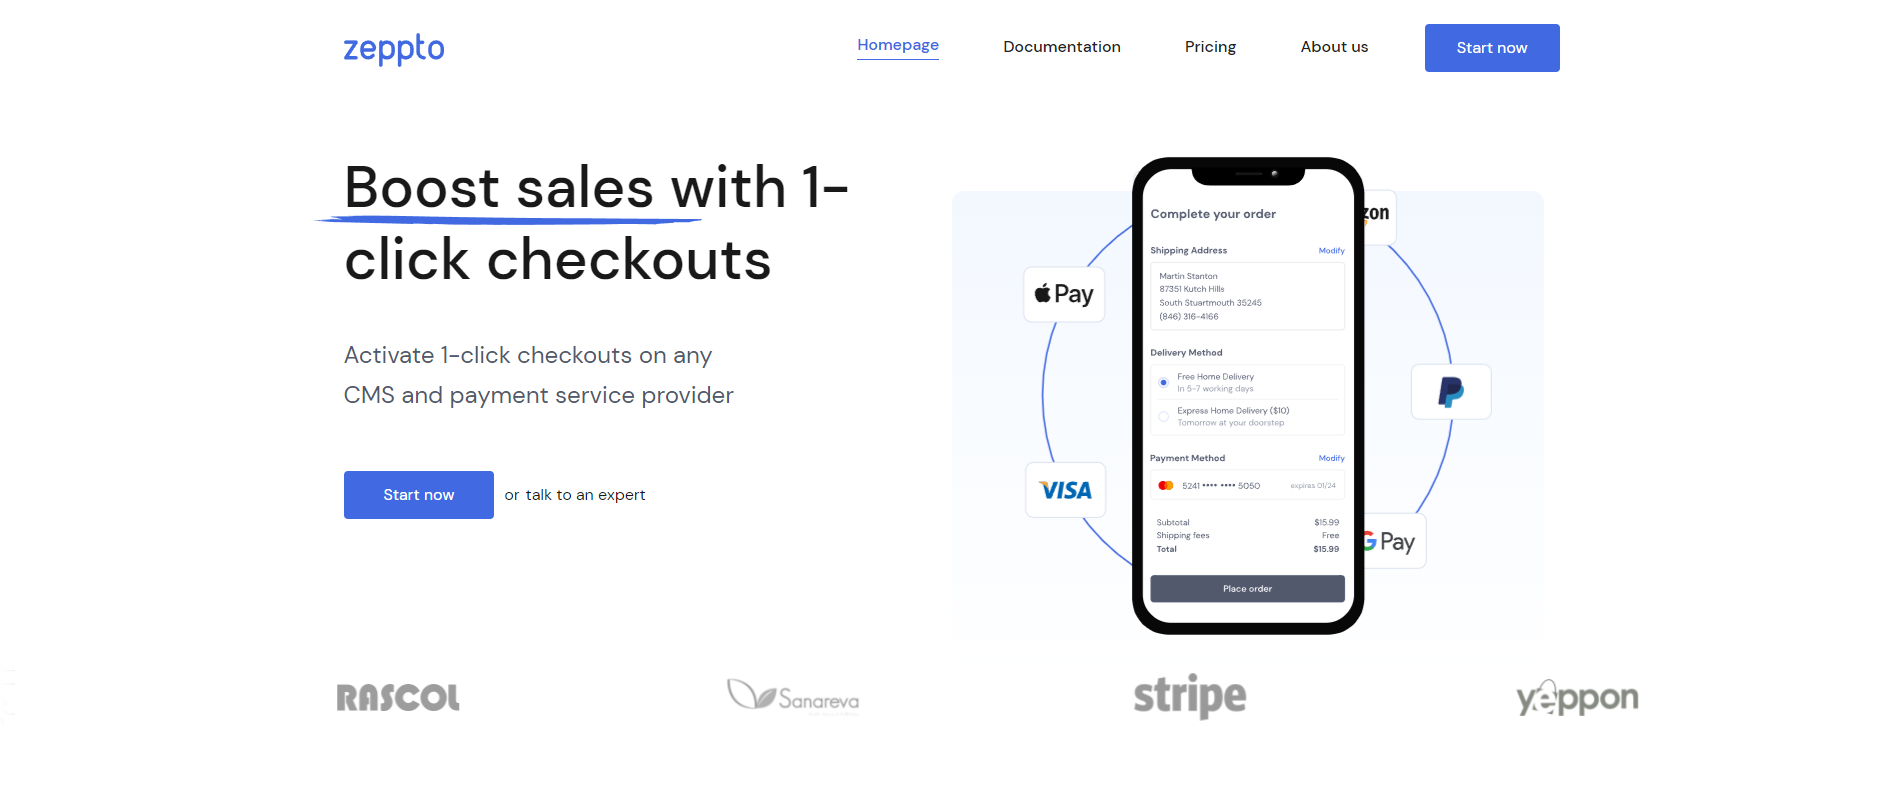 zeppto
Homepage
Documentation
Pricing
About us
Start now
Boost sales with 1-
click checkouts
Activate 1-click checkouts on any
CMS and payment service provider
Start now
or talk to an expert
Complete your order
Shipping Address
Modify
Martin Stanton
87351 Kutch Hills
South Stuartmouth 35245
(846) 316-4166
Delivery Method
Free Home Delivery
In 5-7 working days
Express Home Delivery ($10)
Tomorrow at your doorstep
Payment Method
Modify
5241 •••• •••• 5050
expires 01/24
Subtotal
$15.99
Shipping fees
Free
Total
$15.99
Place order
Pay
VISA
zon
P
G Pay
RASCOL
Sanareva
stripe
yeppon